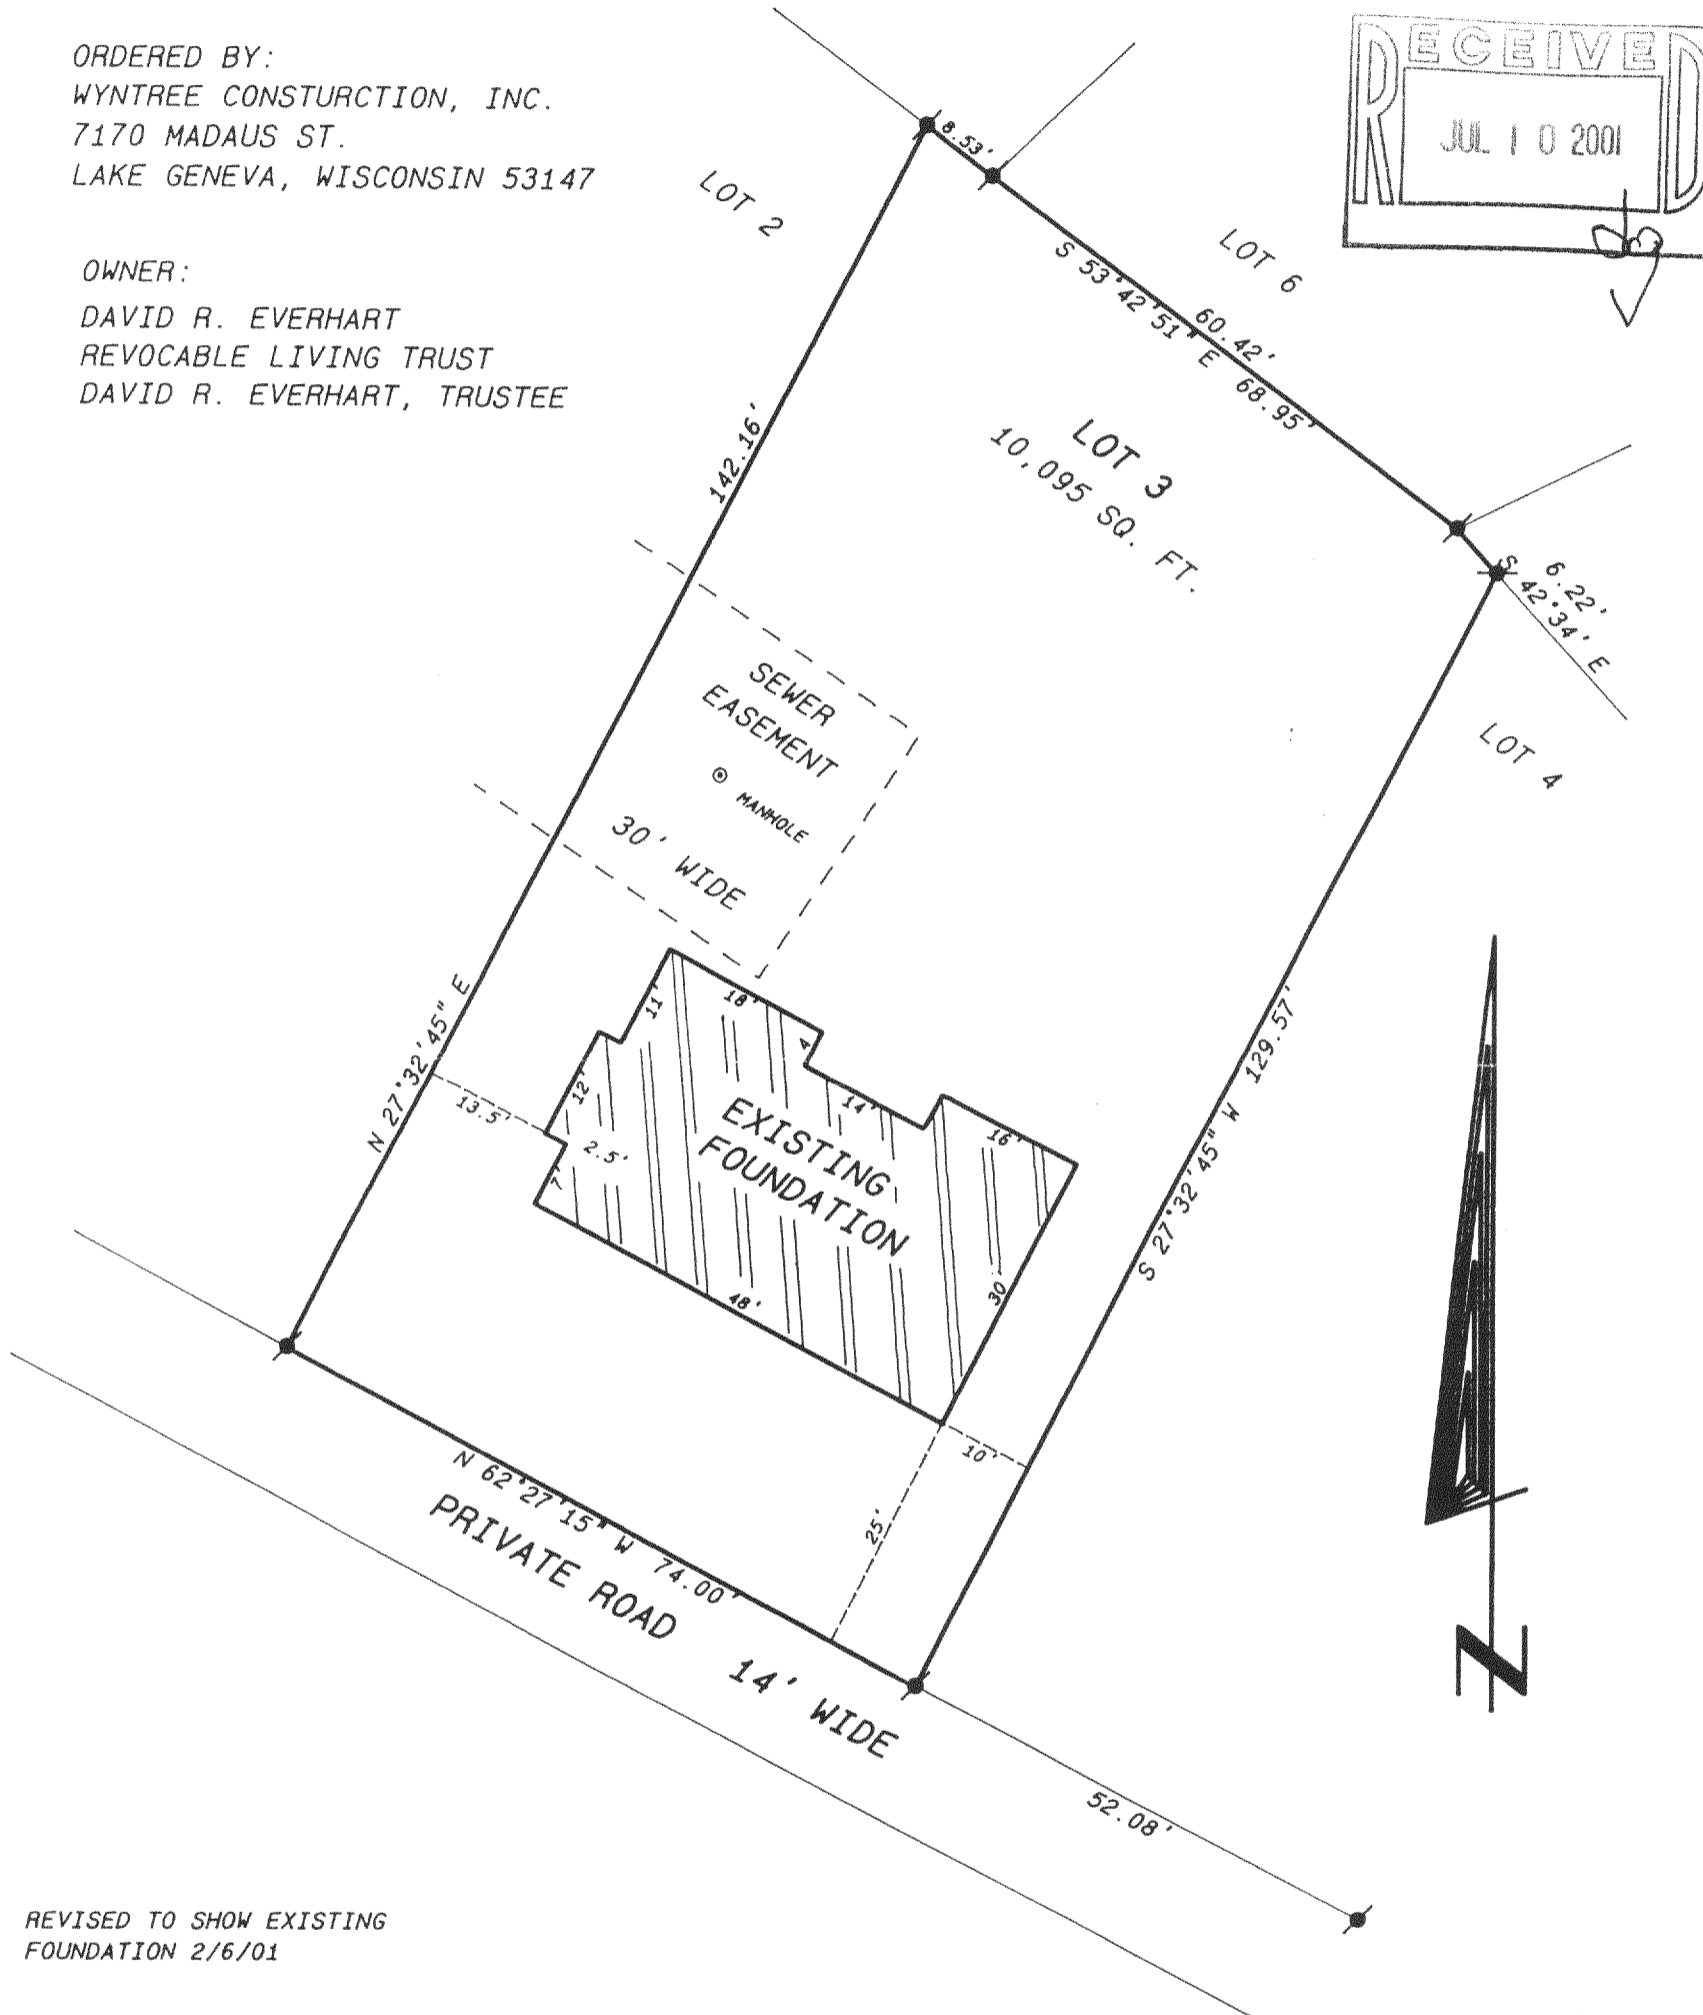 ORDERED BY:
WYNTREE CONSTURCTION, INC.
7170 MADAUS ST.
LAKE GENEVA, WISCONSIN 53147
OWNER:
DAVID R. EVERHART
REVOCABLE LIVING TRUST
DAVID R. EVERHART, TRUSTEE
RECEIVED
JUL 10 2001
LOT 2
8.53'
LOT 6
S 53°42'51" E 68.95'
60.42'
142.16'
LOT 3
10,095 SQ. FT.
6.22'
S 42°34' E
LOT 4
SEWER
EASEMENT
MANHOLE
30' WIDE
N 27°32'45" E
S 27°32'45" W 129.57'
11'
18'
4
12'
14'
16'
13.5'
2.5'
7'
EXISTING
FOUNDATION
48'
30'
10'
25'
N 62°27'15" W 74.00'
PRIVATE ROAD 14' WIDE
52.08'
N
REVISED TO SHOW EXISTING
FOUNDATION 2/6/01